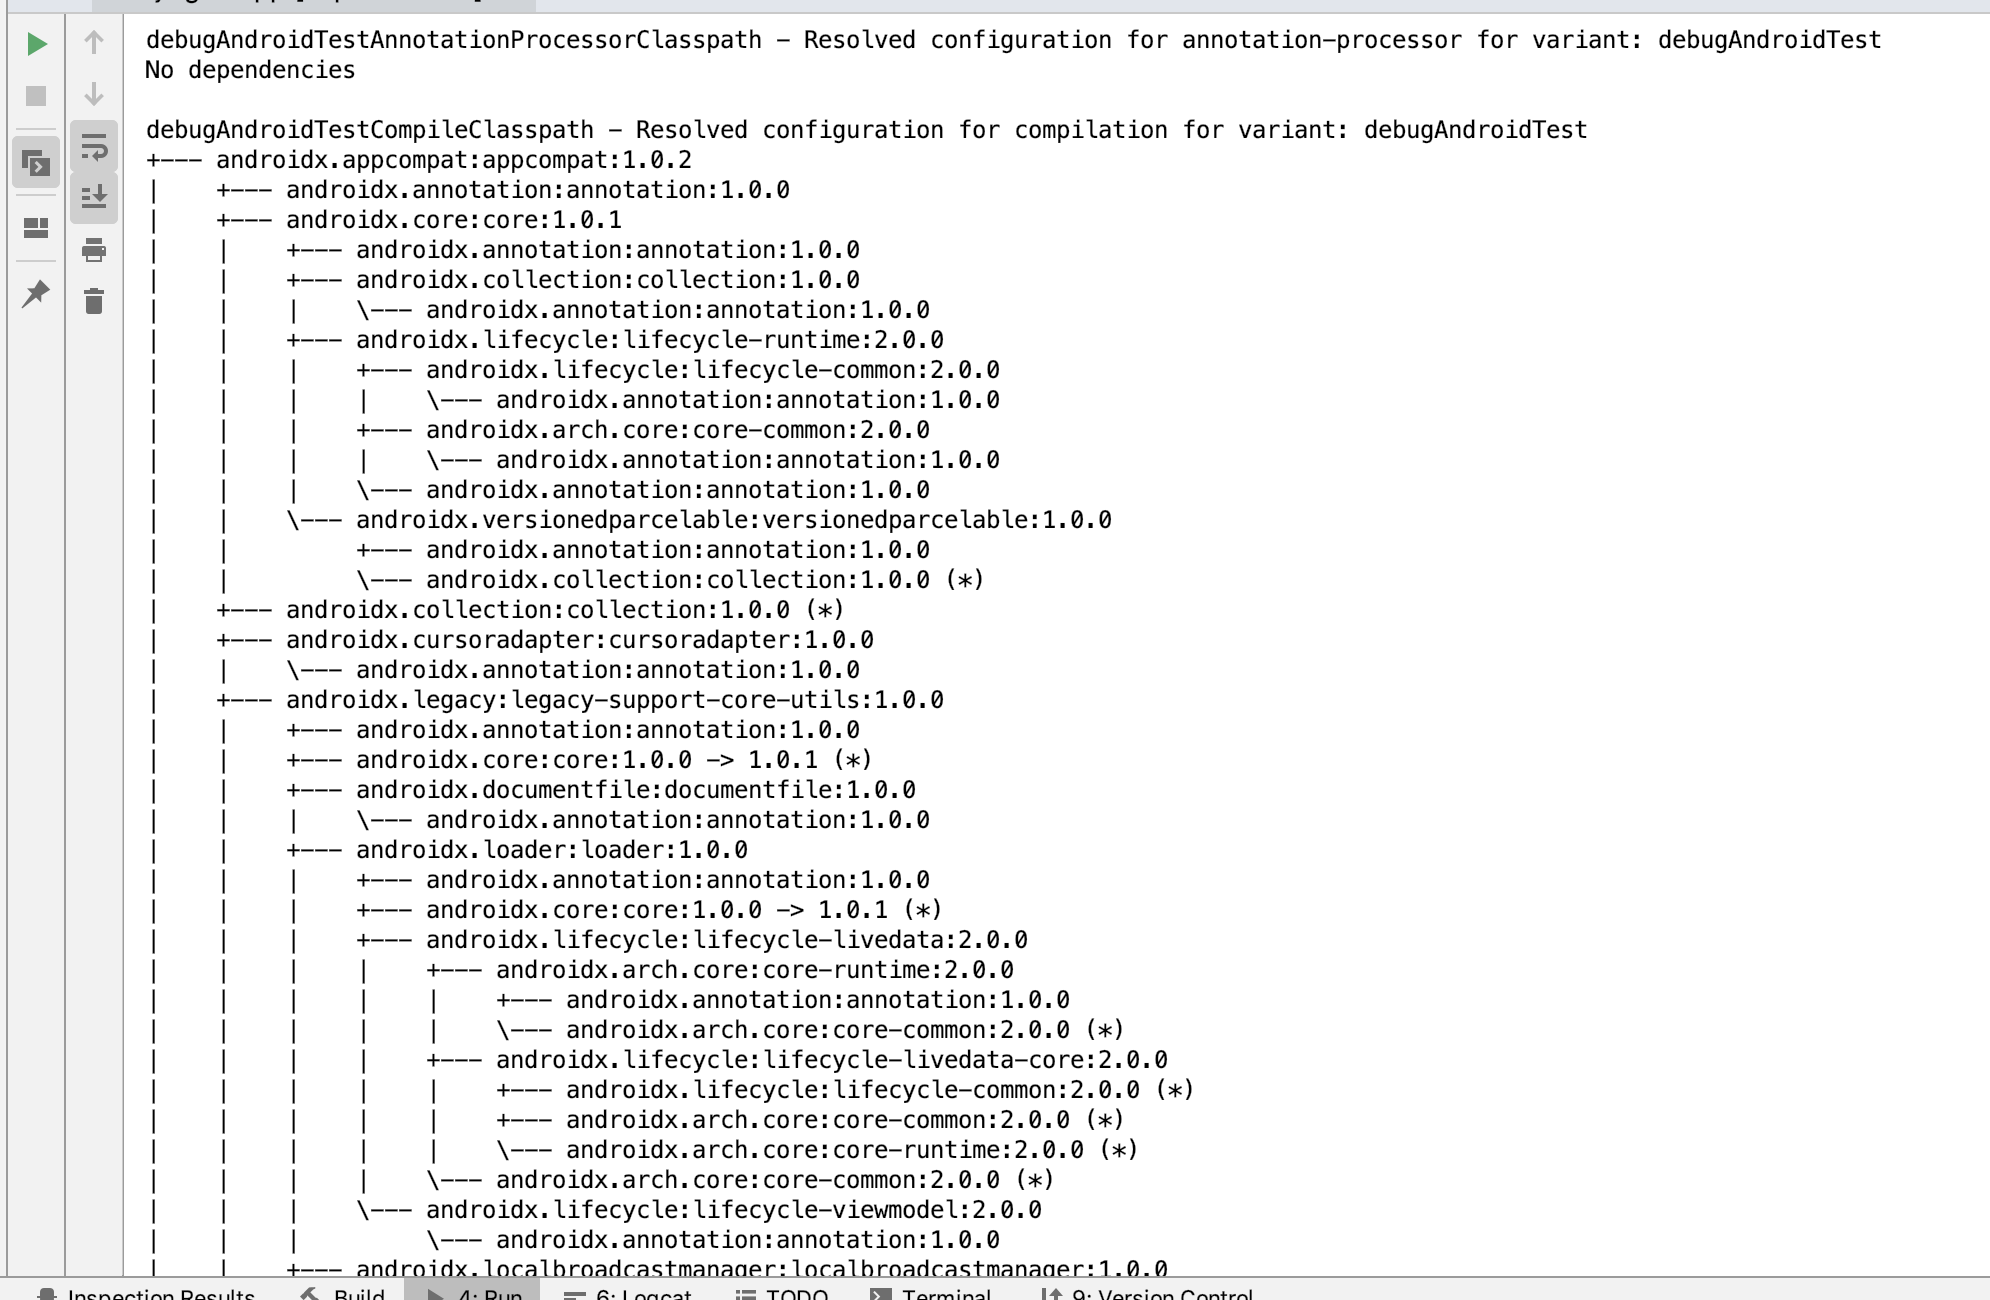 debugAndroidTestAnnotationProcessorClasspath - Resolved configuration for annotation-processor for variant: debugAndroidTest
No dependencies

debugAndroidTestCompileClasspath - Resolved configuration for compilation for variant: debugAndroidTest
+--- androidx.appcompat:appcompat:1.0.2
|    +--- androidx.annotation:annotation:1.0.0
|    +--- androidx.core:core:1.0.1
|    |    +--- androidx.annotation:annotation:1.0.0
|    |    +--- androidx.collection:collection:1.0.0
|    |    |    \--- androidx.annotation:annotation:1.0.0
|    |    +--- androidx.lifecycle:lifecycle-runtime:2.0.0
|    |    |    +--- androidx.lifecycle:lifecycle-common:2.0.0
|    |    |    |    \--- androidx.annotation:annotation:1.0.0
|    |    |    +--- androidx.arch.core:core-common:2.0.0
|    |    |    |    \--- androidx.annotation:annotation:1.0.0
|    |    |    \--- androidx.annotation:annotation:1.0.0
|    |    \--- androidx.versionedparcelable:versionedparcelable:1.0.0
|    |         +--- androidx.annotation:annotation:1.0.0
|    |         \--- androidx.collection:collection:1.0.0 (*)
|    +--- androidx.collection:collection:1.0.0 (*)
|    +--- androidx.cursoradapter:cursoradapter:1.0.0
|    |    \--- androidx.annotation:annotation:1.0.0
|    +--- androidx.legacy:legacy-support-core-utils:1.0.0
|    |    +--- androidx.annotation:annotation:1.0.0
|    |    +--- androidx.core:core:1.0.0 -> 1.0.1 (*)
|    |    +--- androidx.documentfile:documentfile:1.0.0
|    |    |    \--- androidx.annotation:annotation:1.0.0
|    |    +--- androidx.loader:loader:1.0.0
|    |    |    +--- androidx.annotation:annotation:1.0.0
|    |    |    +--- androidx.core:core:1.0.0 -> 1.0.1 (*)
|    |    |    +--- androidx.lifecycle:lifecycle-livedata:2.0.0
|    |    |    |    +--- androidx.arch.core:core-runtime:2.0.0
|    |    |    |    |    +--- androidx.annotation:annotation:1.0.0
|    |    |    |    |    \--- androidx.arch.core:core-common:2.0.0 (*)
|    |    |    |    +--- androidx.lifecycle:lifecycle-livedata-core:2.0.0
|    |    |    |    |    +--- androidx.lifecycle:lifecycle-common:2.0.0 (*)
|    |    |    |    |    +--- androidx.arch.core:core-common:2.0.0 (*)
|    |    |    |    |    \--- androidx.arch.core:core-runtime:2.0.0 (*)
|    |    |    |    \--- androidx.arch.core:core-common:2.0.0 (*)
|    |    |    \--- androidx.lifecycle:lifecycle-viewmodel:2.0.0
|    |    |         \--- androidx.annotation:annotation:1.0.0
|    |    +--- androidx.localbroadcastmanager:localbroadcastmanager:1.0.0
Inspection Results Build 4: Run 6: Logcat TODO Terminal 9: Version Control